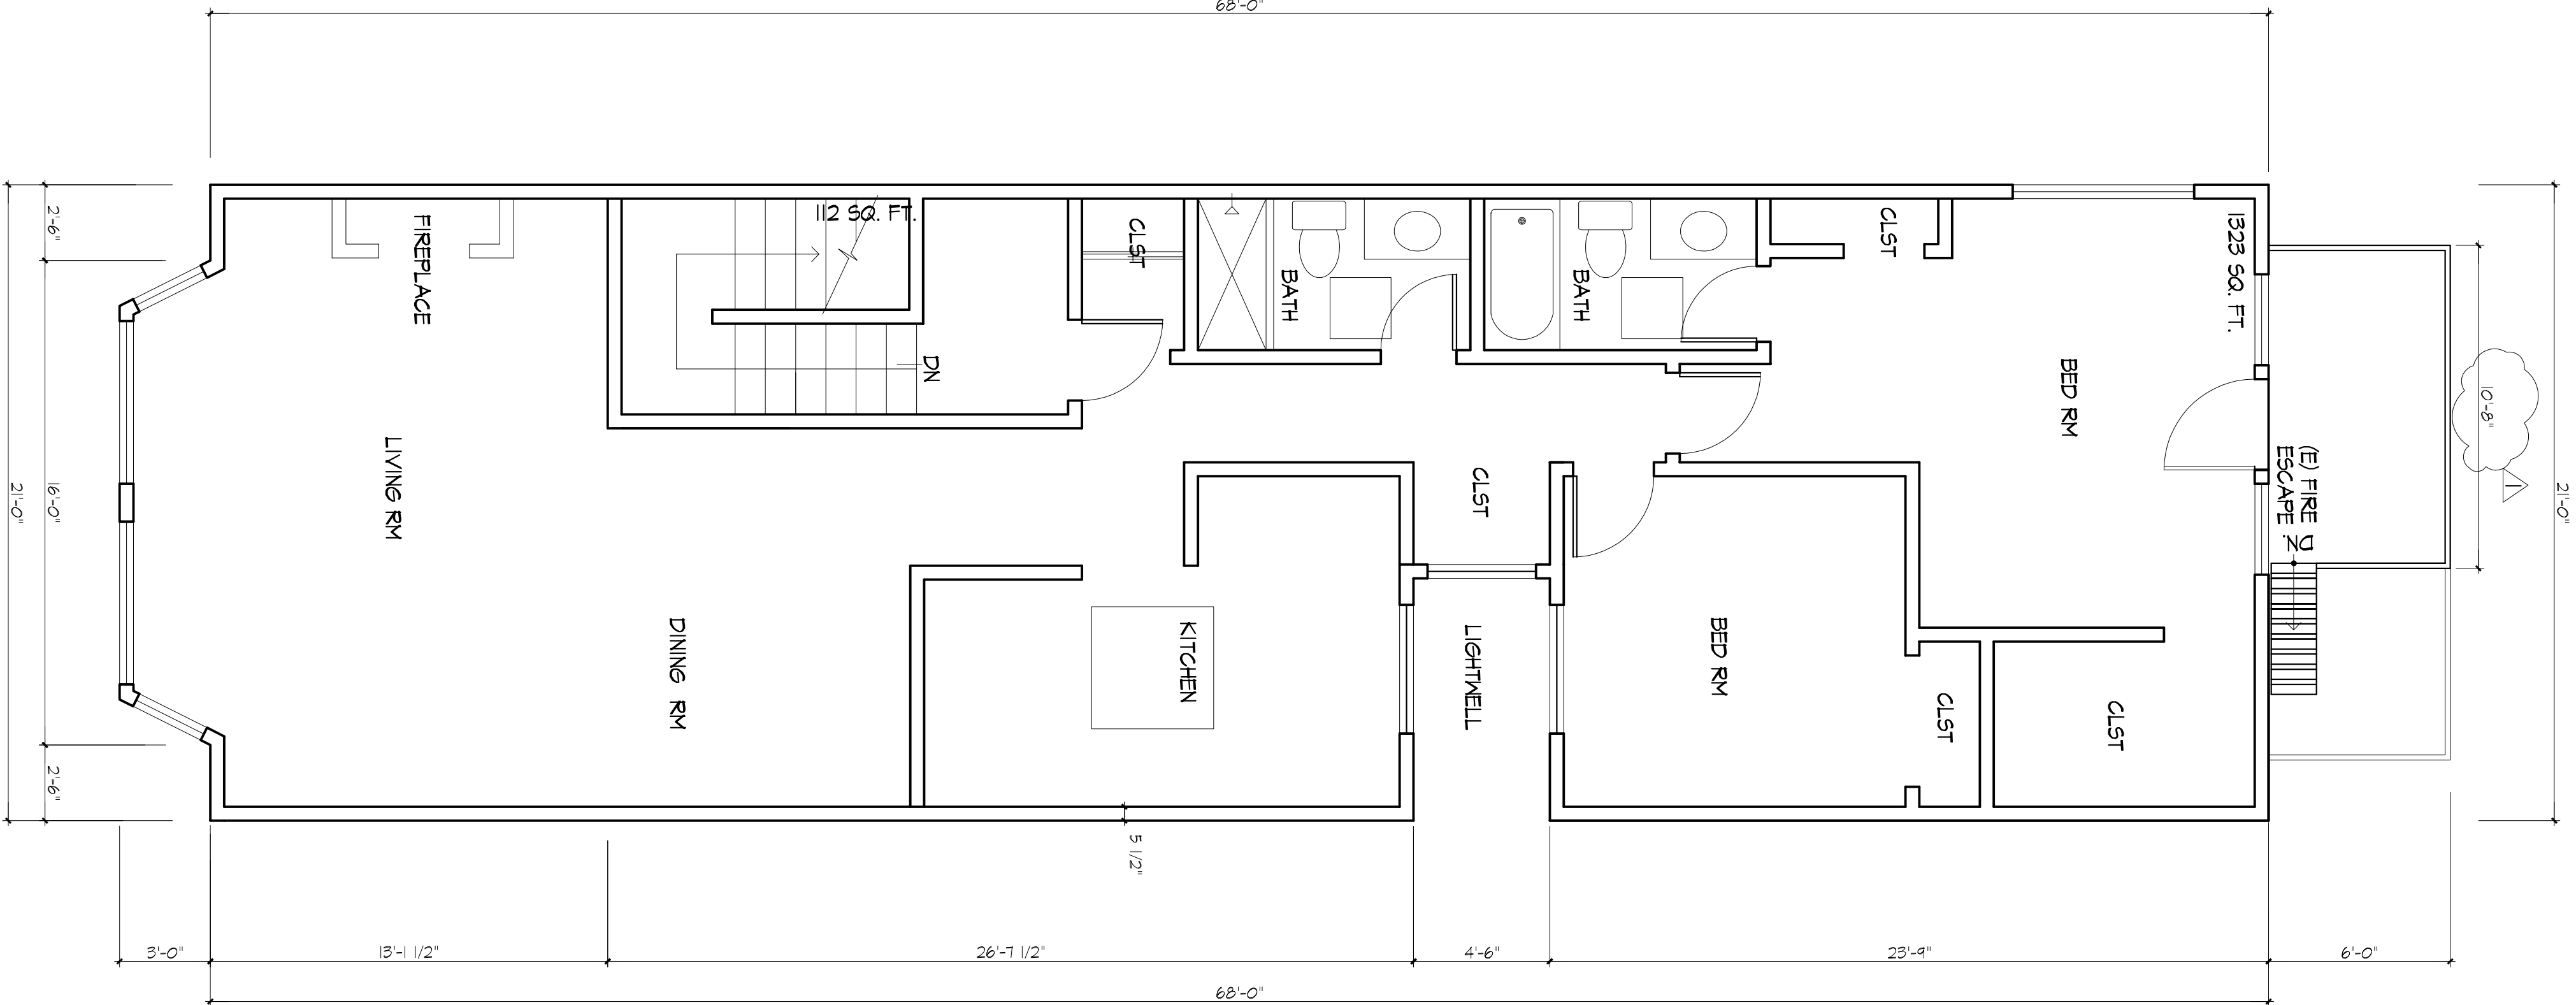 68'-0"
2'-6"
16'-0"
2'-6"
21'-0"
FIREPLACE
LIVING RM
112 SQ. FT.
DN
DINING RM
CLST
BATH
BATH
CLST
1323 SQ. FT.
BED RM
10'-8"
1
21'-0"
(E) FIRE
ESCAPE
DN.
KITCHEN
CLST
LIGHTWELL
BED RM
CLST
CLST
5 1/2"
3'-0"
13'-1 1/2"
26'-7 1/2"
4'-6"
23'-9"
6'-0"
68'-0"